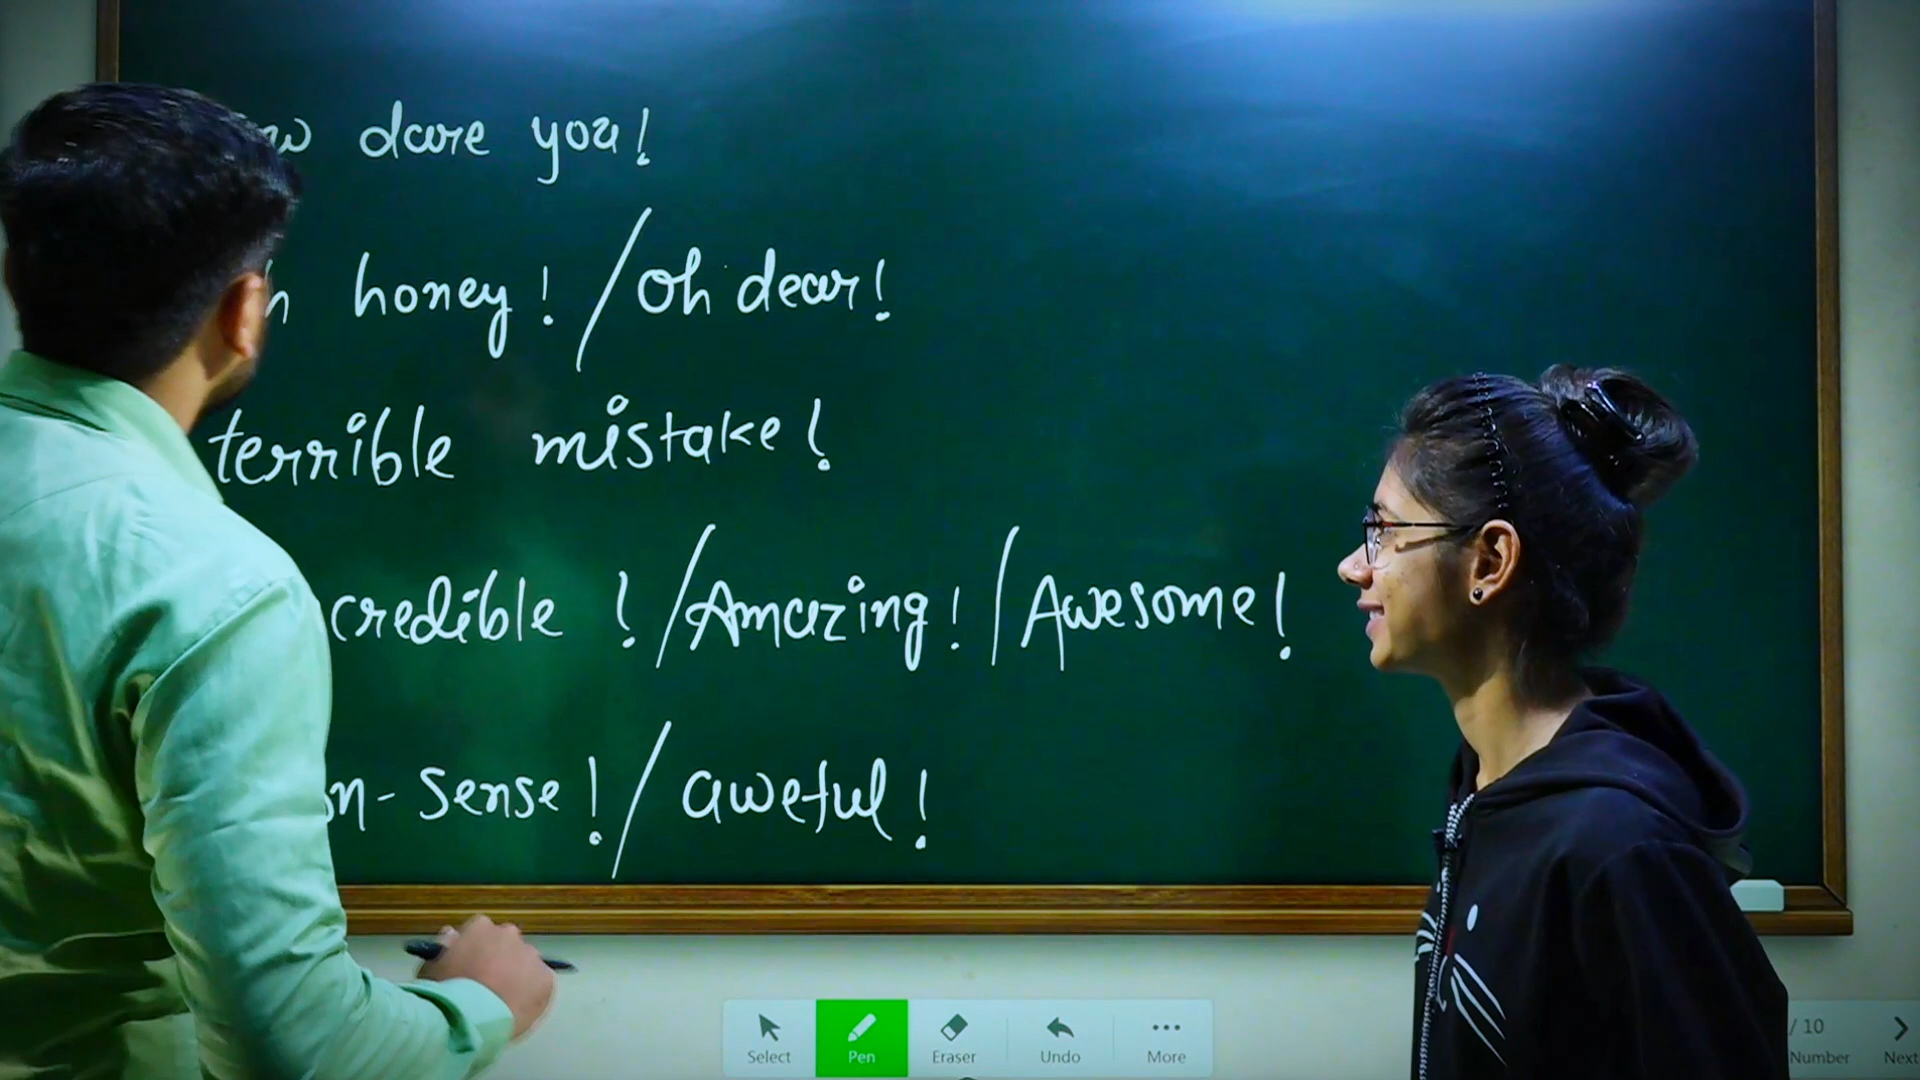 dare you!
honey! / oh dear!
terrible mistake!
credible ! / Amazing! / Awesome!
n-sense! / aweful!
Select Pen Eraser Undo More
/ 10
Number Next